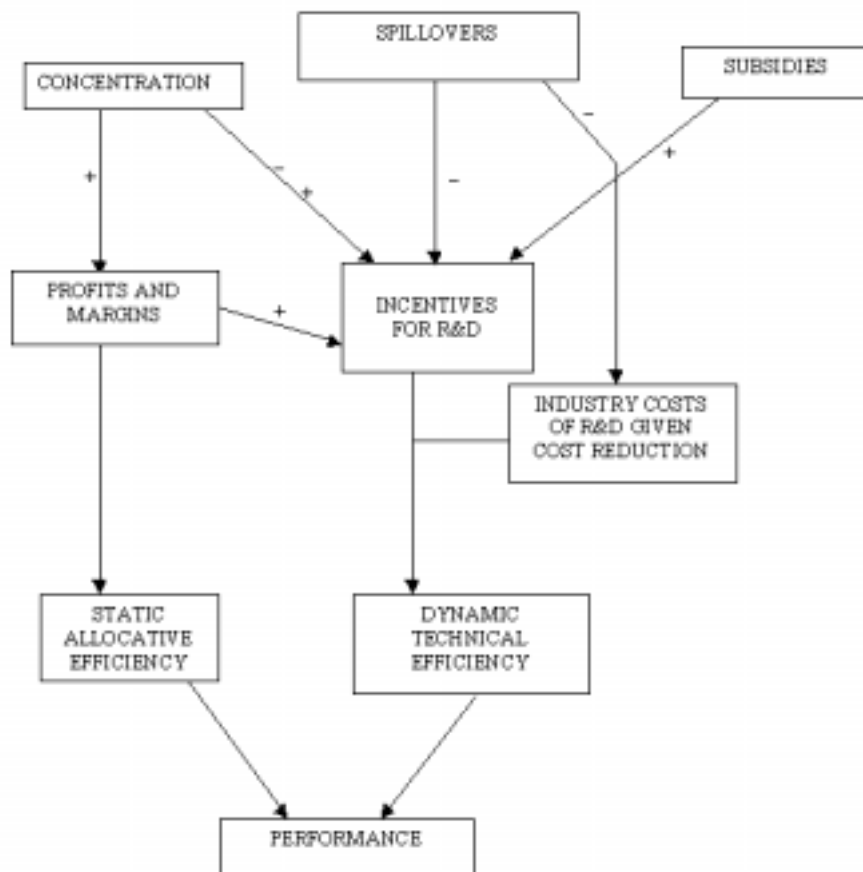 SPILLOVERS
SUBSIDIES
CONCENTRATION
–
+
–
+
–
+
PROFITS AND
MARGINS
+
INCENTIVES
FOR R&D
INDUSTRY COSTS
OF R&D GIVEN
COST REDUCTION
STATIC
ALLOCATIVE
EFFICIENCY
DYNAMIC
TECHNICAL
EFFICIENCY
PERFORMANCE